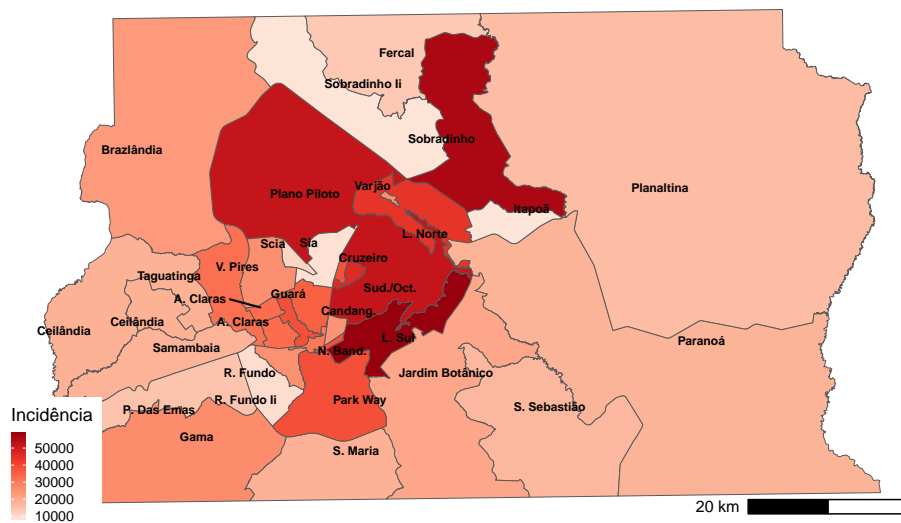 Fercal
Sobradinho Ii
Sobradinho
Brazlândia
Plano Piloto
Varjão
Planaltina
Itapoã
L. Norte
Scia
Sia
Cruzeiro
V. Pires
Taguatinga
Sud./Oct.
Guará
A. Claras
Candang.
Ceilândia
Ceilândia
A. Claras
L. Sul
Paranoá
Samambaia
N. Band.
R. Fundo
Jardim Botânico
R. Fundo Ii
Park Way
P. Das Emas
S. Sebastião
Gama
S. Maria
Incidência
50000
40000
30000
20000
10000
20 km